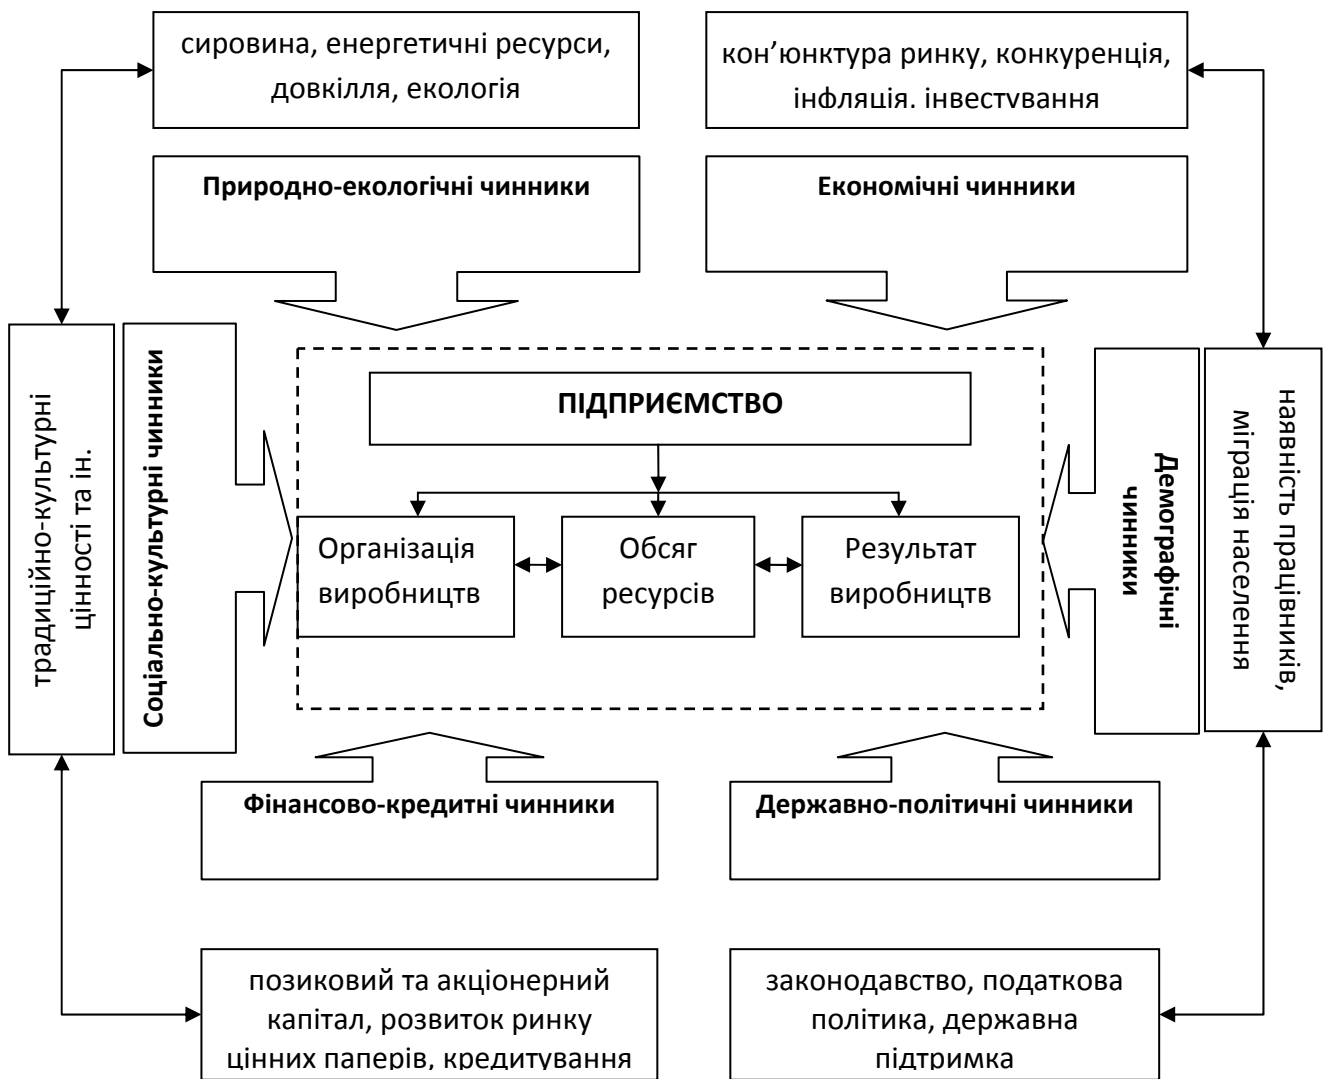 сировина, енергетичні ресурси,
довкілля, екологія
кон’юнктура ринку, конкуренція,
інфляція. інвестування
Природно-екологічні чинники
Економічні чинники
традиційно-культурні
цінності та ін.
Соціально-культурні чинники
ПІДПРИЄМСТВО
Організація
виробництв
Обсяг
ресурсів
Результат
виробництв
Демографічні
чинники
наявність працівників,
міграція населення
Фінансово-кредитні чинники
Державно-політичні чинники
позиковий та акціонерний
капітал, розвиток ринку
цінних паперів, кредитування
законодавство, податкова
політика, державна
підтримка